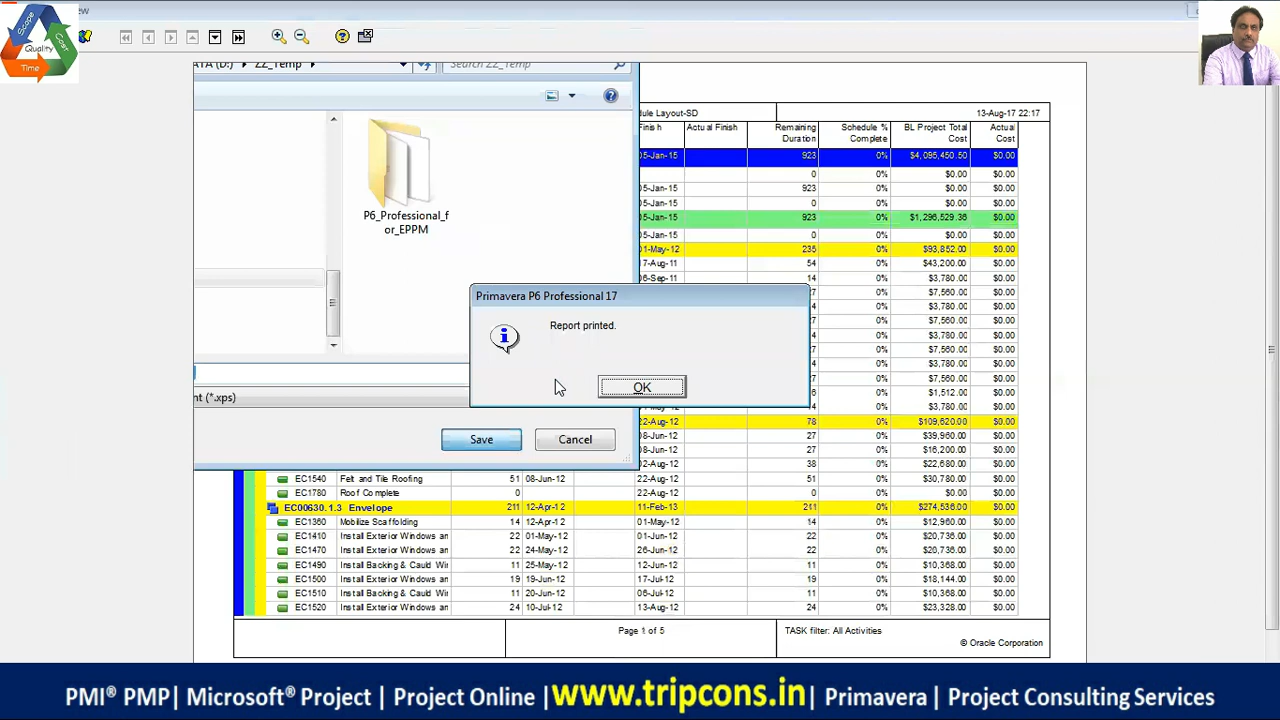 ew
Scope
Quality
Cost
Time
ATA (D:) ▸ ZZ_Temp ▸
Search ZZ_Temp
P6_Professional_f
or_EPPM
nt (*.xps)
Save Cancel
Primavera P6 Professional 17
Report printed.
OK
ule Layout-SD 13-Aug-17 22:17
Finish Actual Finish Remaining Duration Schedule % Complete BL Project Total Cost Actual Cost
05-Jan-15 923 0% $4,095,450.50 $0.00
0 0% $0.00 $0.00
05-Jan-15 923 0% $0.00 $0.00
0 0% $0.00 $0.00
05-Jan-15 923 0% $1,296,529.36 $0.00
05-Jan-15 0 0% $0.00 $0.00
01-May-12 235 0% $93,852.00 $0.00
17-Aug-11 54 0% $43,200.00 $0.00
06-Sep-11 14 0% $3,780.00 $0.00
27 0% $7,560.00 $0.00
14 0% $3,780.00 $0.00
27 0% $7,560.00 $0.00
14 0% $3,780.00 $0.00
27 0% $7,560.00 $0.00
14 0% $3,780.00 $0.00
27 0% $7,560.00 $0.00
6 0% $1,512.00 $0.00
14 0% $3,780.00 $0.00
22-Aug-12 78 0% $109,620.00 $0.00
08-Jun-12 27 0% $39,960.00 $0.00
27 0% $16,200.00 $0.00
02-Aug-12 38 0% $22,680.00 $0.00
EC1540 Felt and Tile Roofing 51 08-Jun-12 22-Aug-12 51 0% $30,780.00 $0.00
EC1780 Roof Complete 0 22-Aug-12 0 0% $0.00 $0.00
EC00630.1.3 Envelope 211 12-Apr-12 11-Feb-13 211 0% $274,536.00 $0.00
EC1360 Mobilize Scaffolding 14 12-Apr-12 01-May-12 14 0% $12,960.00 $0.00
EC1410 Install Exterior Windows an 22 01-May-12 01-Jun-12 22 0% $20,736.00 $0.00
EC1470 Install Exterior Windows an 22 24-May-12 26-Jun-12 22 0% $20,736.00 $0.00
EC1490 Install Backing & Cauld Wir 11 25-May-12 12-Jun-12 11 0% $10,368.00 $0.00
EC1500 Install Exterior Windows an 19 19-Jun-12 17-Jul-12 19 0% $18,144.00 $0.00
EC1510 Install Backing & Cauld Wir 11 20-Jun-12 06-Jul-12 11 0% $10,368.00 $0.00
EC1520 Install Exterior Windows an 24 10-Jul-12 13-Aug-12 24 0% $23,328.00 $0.00
Page 1 of 5 TASK filter: All Activities
© Oracle Corporation
PMI® PMP| Microsoft® Project | Project Online |www.tripcons.in| Primavera | Project Consulting Services